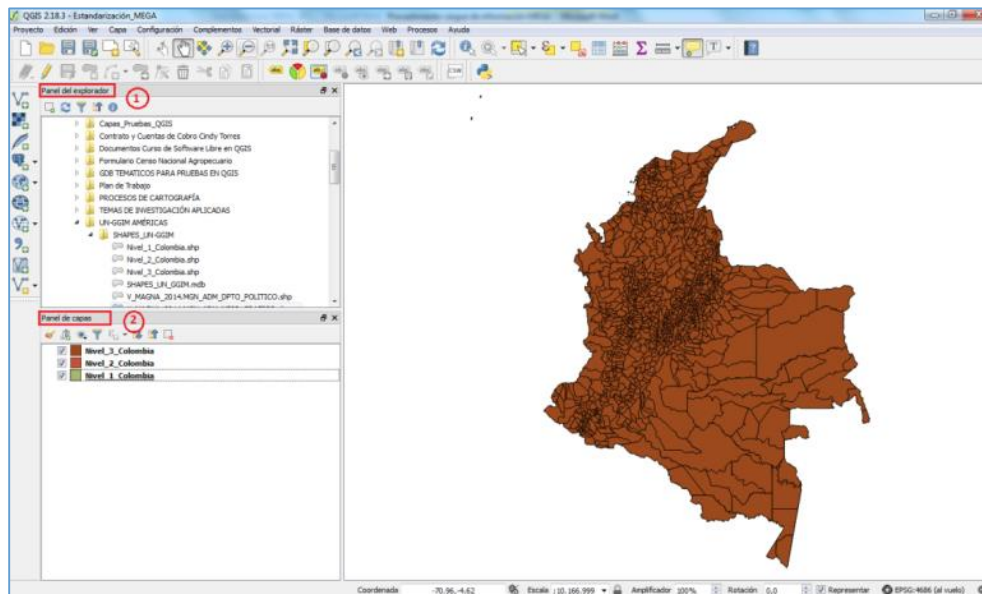 QGIS 2.18.3 - Estandarización_MEGA
Proyecto Edición Ver Capa Configuración Complementos Vectorial Ráster Base de datos Web Procesos Ayuda
CSW
Panel del explorador
1
Capas_Pruebas_QGIS
Contrato y Cuentas de Cobro Cindy Torres
Documentos Curso de Software Libre en QGIS
Formulario Censo Nacional Agropecuario
GDB TEMATICOS PARA PRUEBAS EN QGIS
Plan de Trabajo
PROCESOS DE CARTOGRAFÍA
TEMAS DE INVESTIGACIÓN APLICADAS
UN-GGIM AMÉRICAS
SHAPES_UN-GGIM
Nivel_1_Colombia.shp
Nivel_2_Colombia.shp
Nivel_3_Colombia.shp
SHAPES_UN_GGIM.mdb
V_MAGNA_2014.MGN_ADM_DPTO_POLITICO.shp
Panel de capas
2
Nivel_3_Colombia
Nivel_2_Colombia
Nivel_1_Colombia
Coordenada -70.96,-4.62 Escala :10.166.999 Amplificador 100% Rotación 0,0 Representar EPSG:4686 (al vuelo)